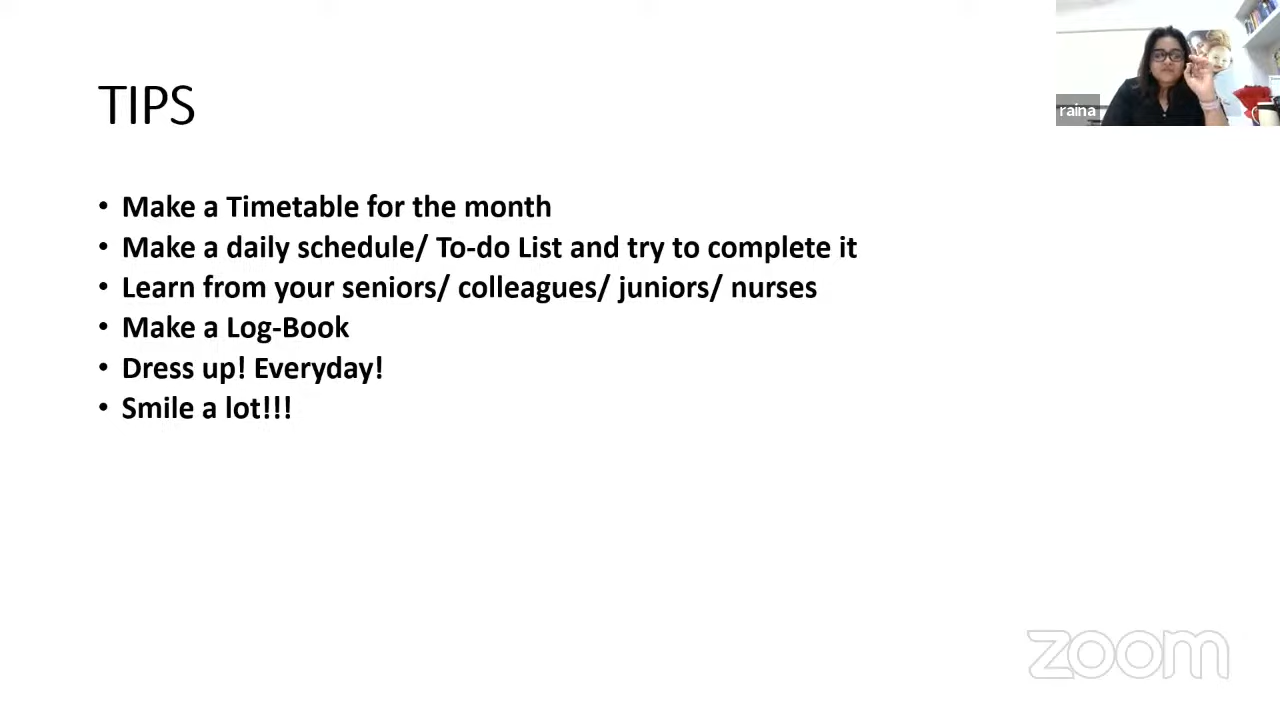 raina
TIPS
• Make a Timetable for the month
• Make a daily schedule/ To-do List and try to complete it
• Learn from your seniors/ colleagues/ juniors/ nurses
• Make a Log-Book
• Dress up! Everyday!
• Smile a lot!!!
zoom